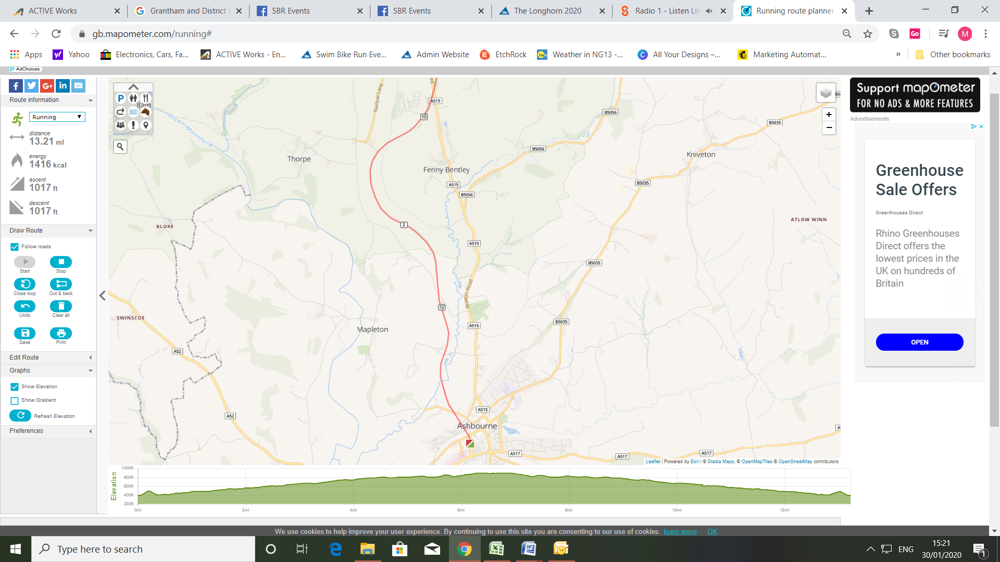 ACTIVE Works
Grantham and District
SBR Events
SBR Events
The Longhorn 2020
Radio 1 - Listen Liv
Running route planner
gb.mapometer.com/running#
Go
M
Apps
Yahoo
Electronics, Cars, Fa...
ACTIVE Works - En...
Swim Bike Run Eve...
Admin Website
EtchRock
Weather in NG13 -...
All Your Designs –...
Marketing Automat...
»
Other bookmarks
AdChoices
Route information
Running
distance
13.21 ml
energy
1416 kcal
ascent
1017 ft
descent
1017 ft
Draw Route
Follow roads
Start
Stop
Close loop
Out & back
Undo
Clear all
Save
Print
Edit Route
Graphs
Show Elevation
Show Gradient
Refresh Elevation
Preferences
P
Ilam
River Manifold
Narlow Lane
A515
10
B5056
B5035
B5056
Thorpe
Kniveton
Fenny Bentley
A515
B5035
B5056
BLORE
2
ATLOW WINN
A515
B5035
Buxton Road
12
SWINSCOE
A515
B5035
Mapleton
A52
A515
A52
Ashbourne
A517
A517
A517
+
−
Leaflet | Powered by Esri | © Stadia Maps, © OpenMapTiles © OpenStreetMap contributors
Elevation
1000ft
800ft
600ft
400ft
200ft
0ml
2ml
4ml
6ml
8ml
10ml
12ml
Support mapOmeter
FOR NO ADS & MORE FEATURES
Advertisements
Greenhouse
Sale Offers
Greenhouses Direct
Rhino Greenhouses
Direct offers the
lowest prices in the
UK on hundreds of
Britain
OPEN
We use cookies to help improve your user experience. By continuing to use this site you are consenting to our use of cookies. learn more OK
Type here to search
ENG
15:21
30/01/2020
1